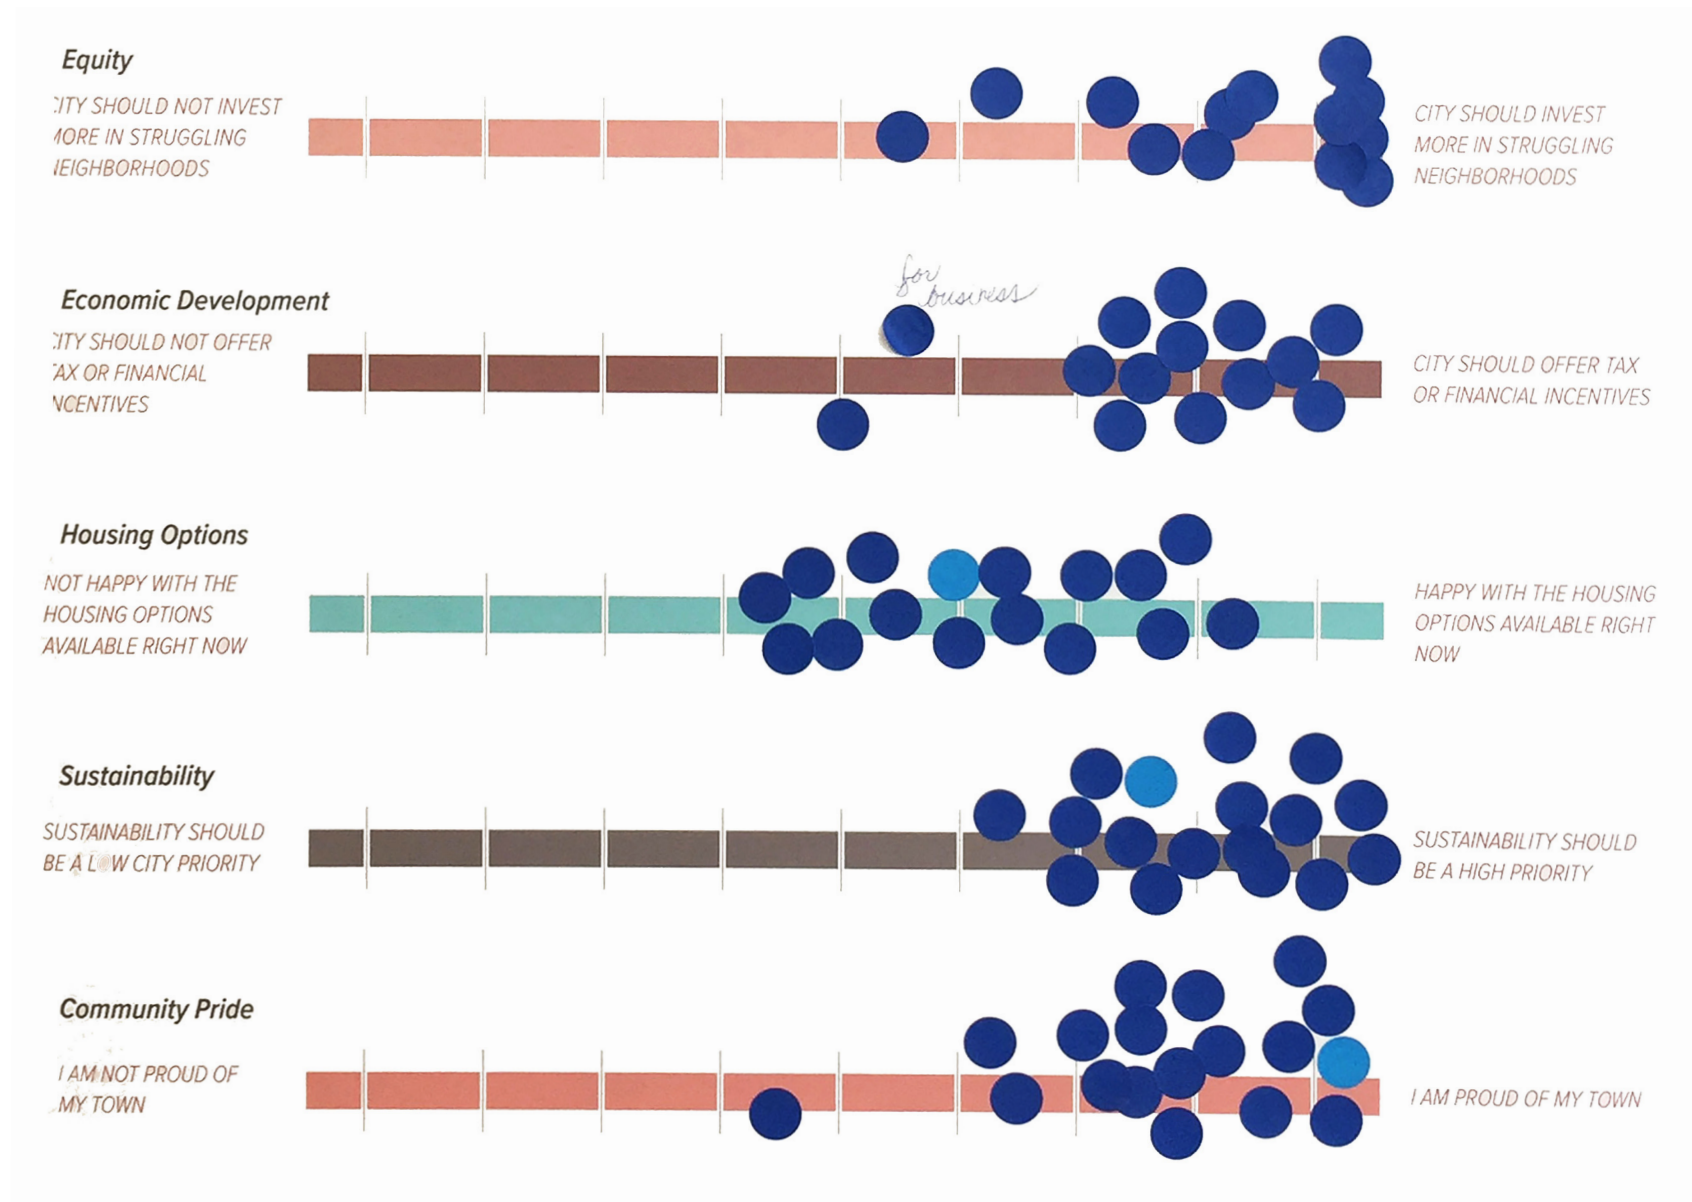 Equity
ITY SHOULD NOT INVEST
ORE IN STRUGGLING
EIGHBORHOODS
CITY SHOULD INVEST
MORE IN STRUGGLING
NEIGHBORHOODS
for
business
Economic Development
ITY SHOULD NOT OFFER
AX OR FINANCIAL
NCENTIVES
CITY SHOULD OFFER TAX
OR FINANCIAL INCENTIVES
Housing Options
NOT HAPPY WITH THE
HOUSING OPTIONS
AVAILABLE RIGHT NOW
HAPPY WITH THE HOUSING
OPTIONS AVAILABLE RIGHT
NOW
Sustainability
SUSTAINABILITY SHOULD
BE A LOW CITY PRIORITY
SUSTAINABILITY SHOULD
BE A HIGH PRIORITY
Community Pride
I AM NOT PROUD OF
MY TOWN
I AM PROUD OF MY TOWN